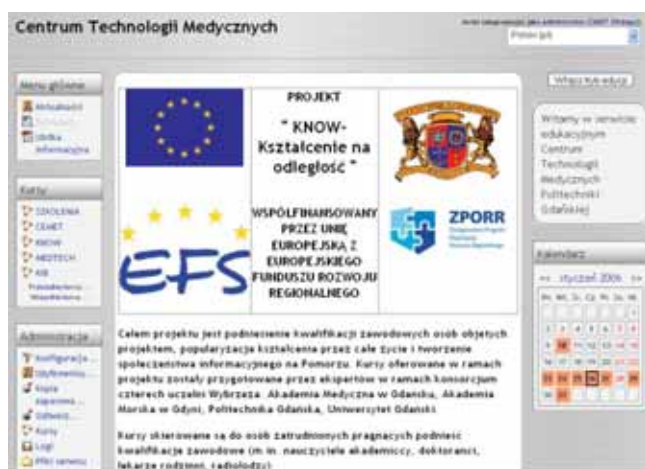 Centrum Technologii Medycznych
Menu główne
Aktualności
Kursy
SZKOLENIA
CEMET
KNOW
MEDTECH
Administracja
Konfiguracja...
Użytkownicy...
Kopia
Odtwórz...
Kursy
Logi
Pliki serwisu
PROJEKT
" KNOW-
Kształcenie na
odległość "
WSPÓŁFINANSOWANY
PRZEZ UNIĘ
EUROPEJSKĄ Z
EUROPEJSKIEGO
FUNDUSZU ROZWOJU
REGIONALNEGO
EFS
ZPORR
Celem projektu jest podniesienie kwalifikacji zawodowych osób objętych
projektem, popularyzacja kształcenia przez całe życie i tworzenie
społeczeństwa informacyjnego na Pomorzu. Kursy oferowane w ramach
projektu zostały przygotowane przez ekspertów w ramach konsorcjum
czterech uczelni Wybrzeża: Akademia Medyczna w Gdańsku, Akademia
Morska w Gdyni, Politechnika Gdańska, Uniwersytet Gdański
Kursy skierowane są do osób zatrudnionych pragnących podnieść
kwalifikacje zawodowe (m.in. nauczyciele akademiccy, doktoranci,
lekarze rodzinni, radiolodzy)
Włącz tryb edycji
Witamy w serwisie
edukacyjnym
Centrum
Technologii
Medycznych
Politechniki
Gdańskiej
Kalendarz
styczeń 2006